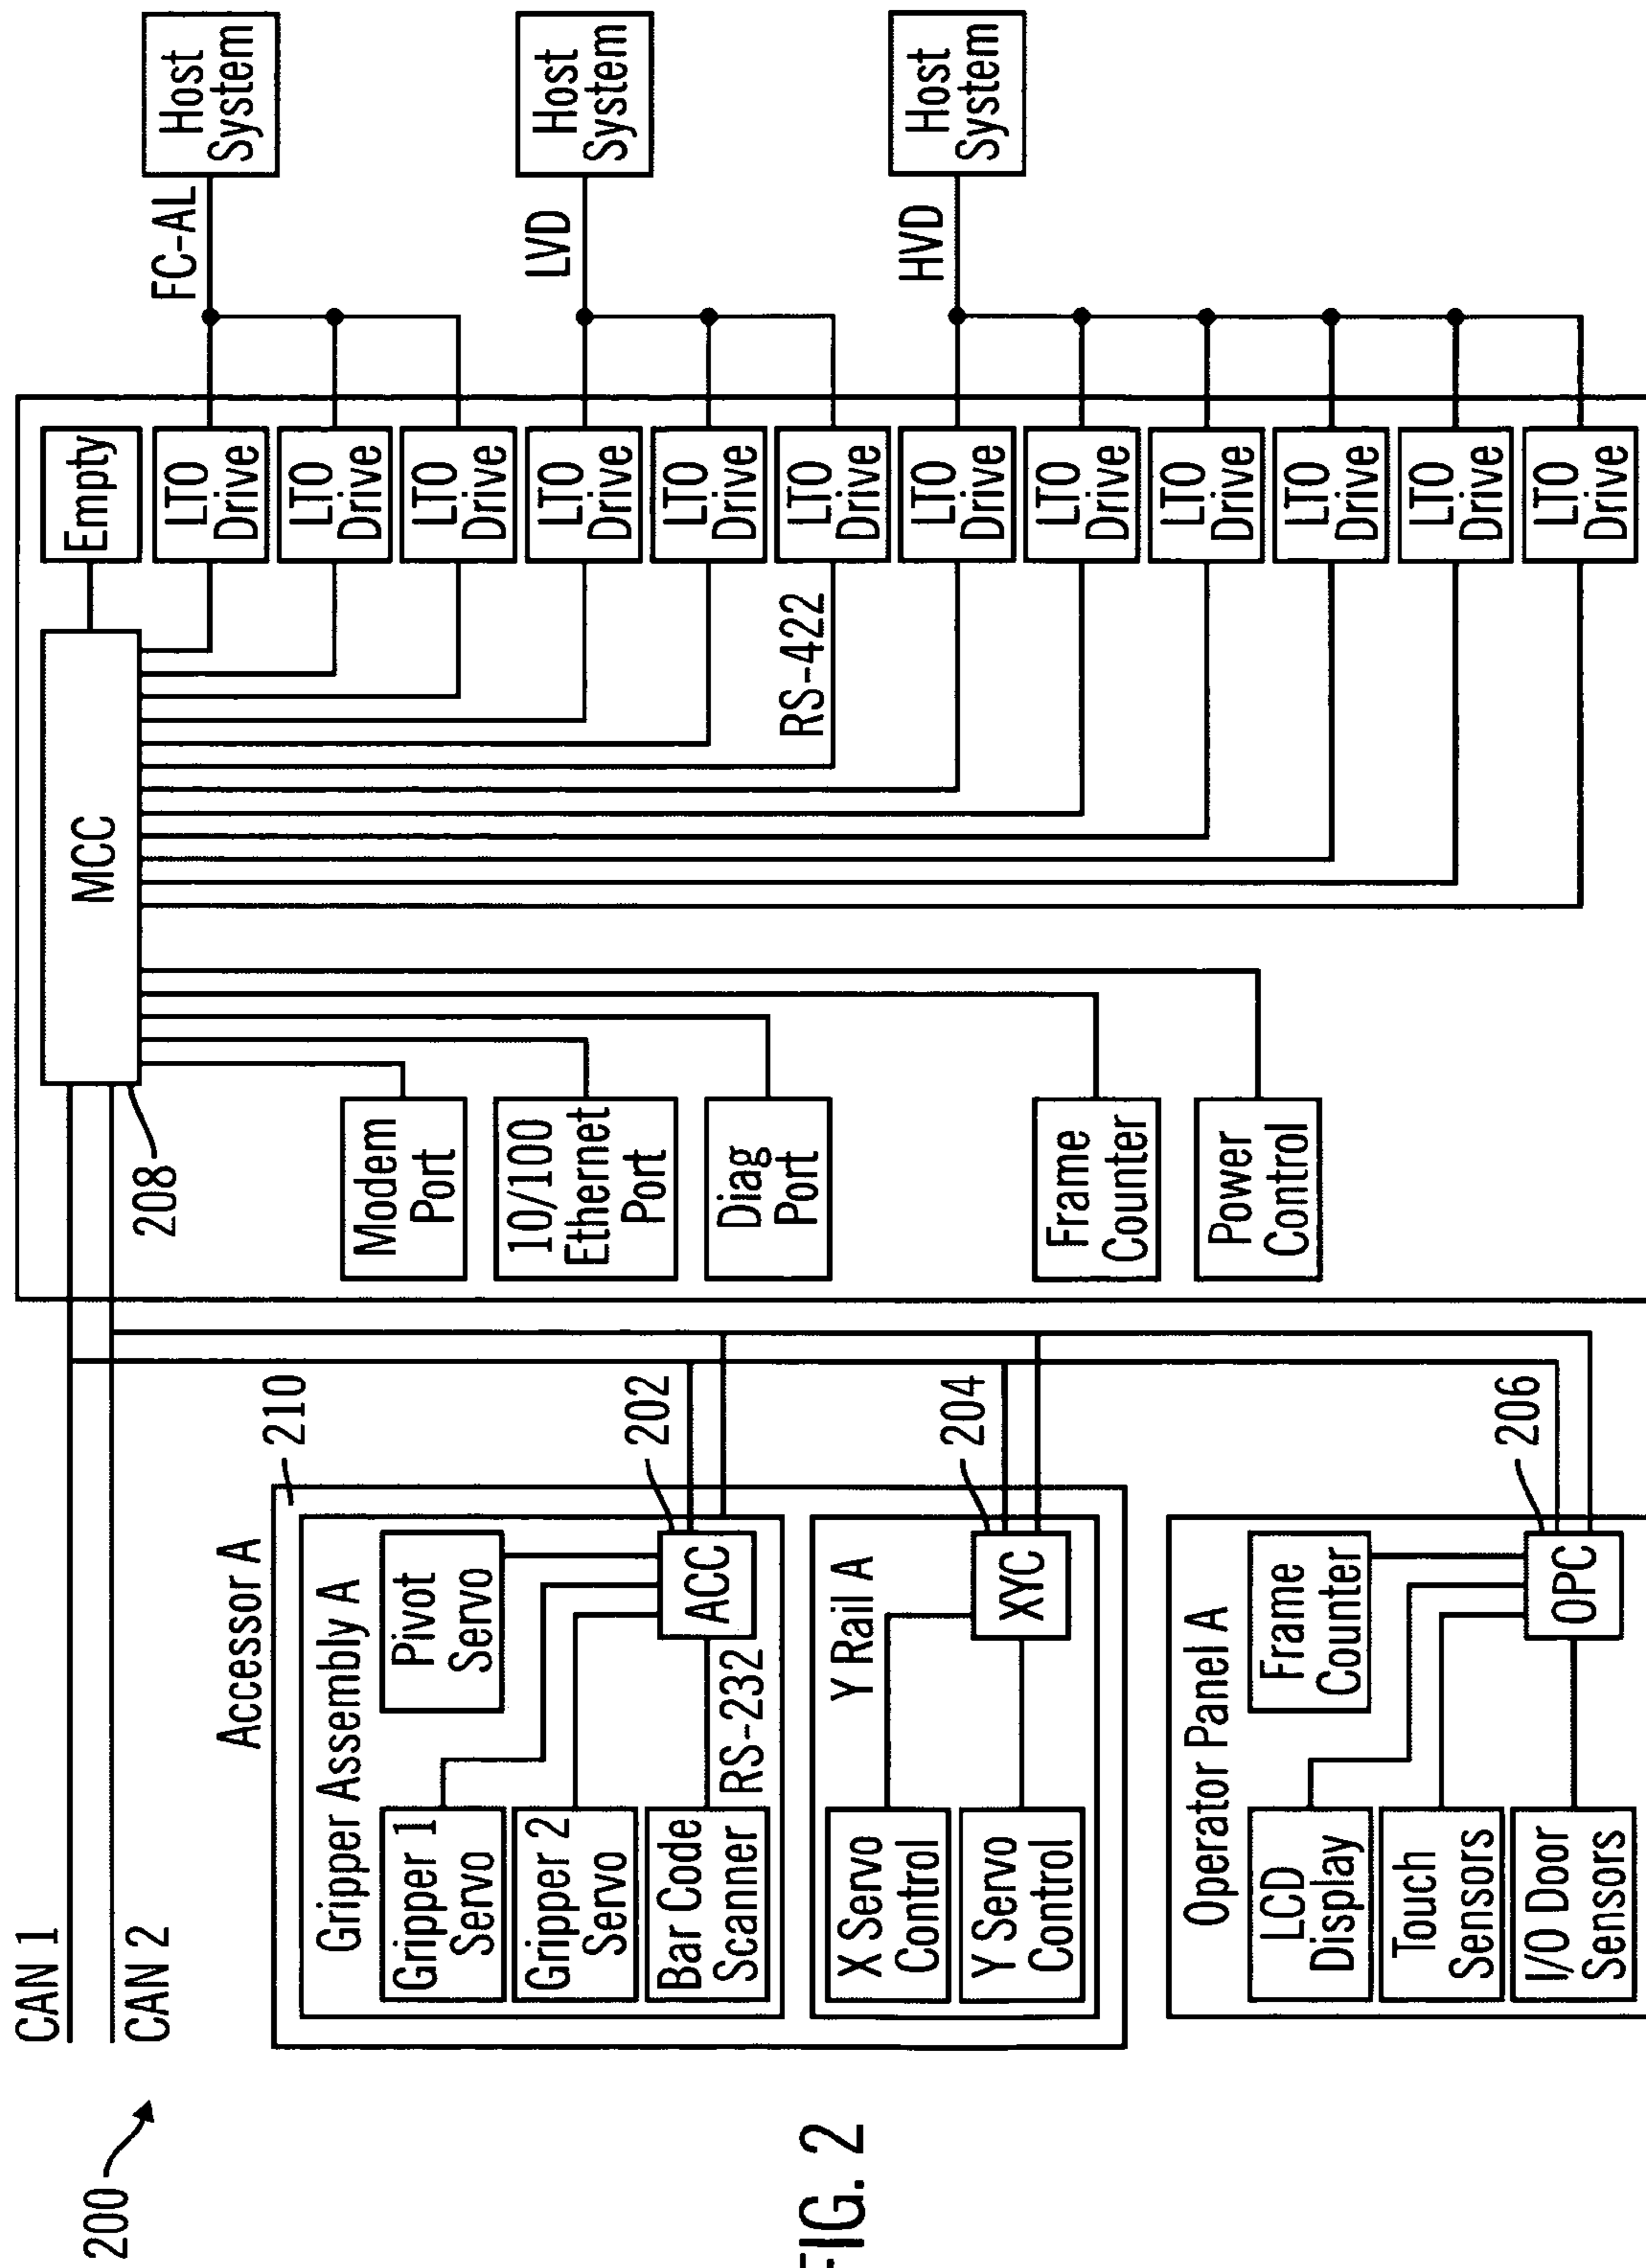 200
CAN 1
CAN 2
208
MCC
Empty
Accessor A
210
Gripper Assembly A
Gripper 1
Servo
Gripper 2
Servo
Bar Code
Scanner
Pivot
Servo
ACC
202
RS-232
Y Rail A
X Servo
Control
Y Servo
Control
XYC
204
Operator Panel A
LCD
Display
Touch
Sensors
I/O Door
Sensors
Frame
Counter
OPC
206
Modem
Port
10/100
Ethernet
Port
Diag
Port
Frame
Counter
Power
Control
RS-422
LTO
Drive
LTO
Drive
LTO
Drive
LTO
Drive
LTO
Drive
LTO
Drive
LTO
Drive
LTO
Drive
LTO
Drive
LTO
Drive
LTO
Drive
LTO
Drive
FC-AL
Host
System
LVD
Host
System
HVD
Host
System
FIG. 2